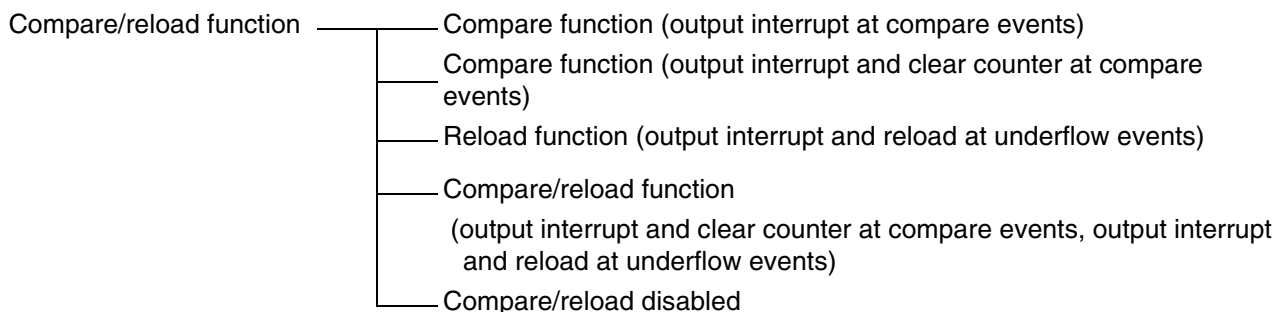 Compare/reload function
Compare function (output interrupt at compare events)
Compare function (output interrupt and clear counter at compare
events)
Reload function (output interrupt and reload at underflow events)
Compare/reload function
(output interrupt and clear counter at compare events, output interrupt
and reload at underflow events)
Compare/reload disabled